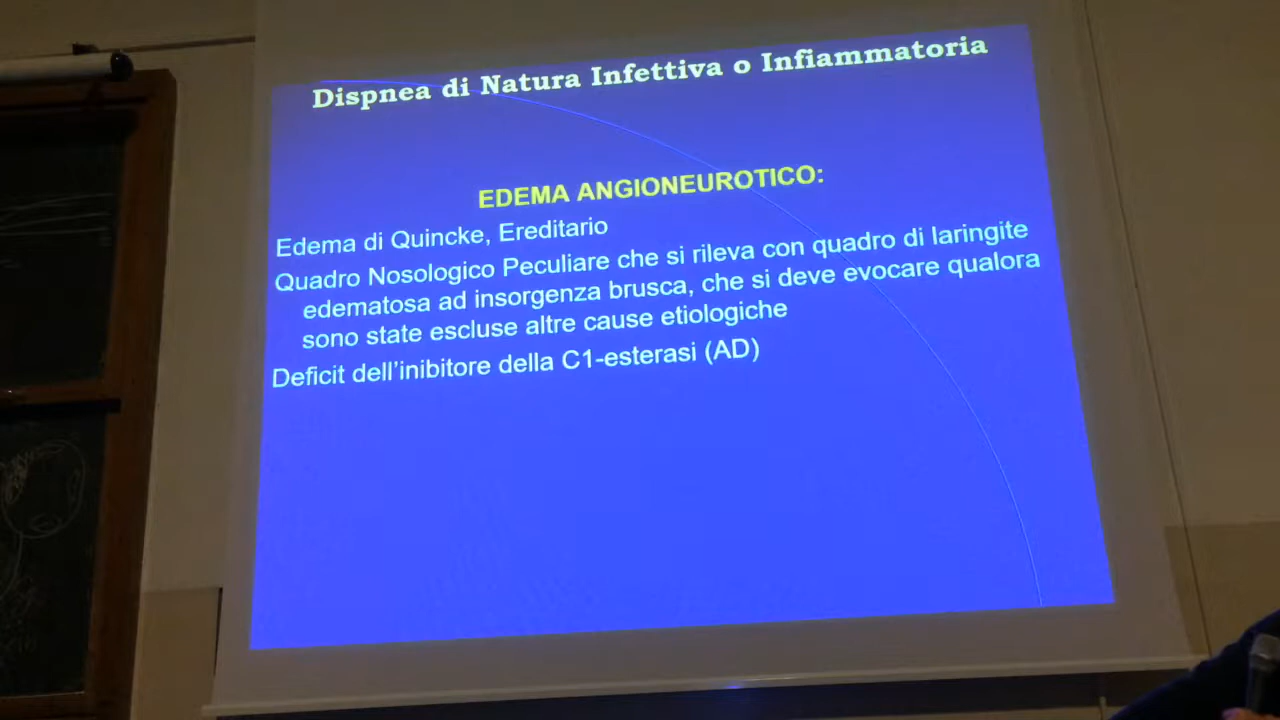 Dispnea di Natura Infettiva o Infiammatoria
EDEMA ANGIONEUROTICO:
Edema di Quincke, Ereditario
Quadro Nosologico Peculiare che si rileva con quadro di laringite
edematosa ad insorgenza brusca, che si deve evocare qualora
sono state escluse altre cause etiologiche
Deficit dell'inibitore della C1-esterasi (AD)